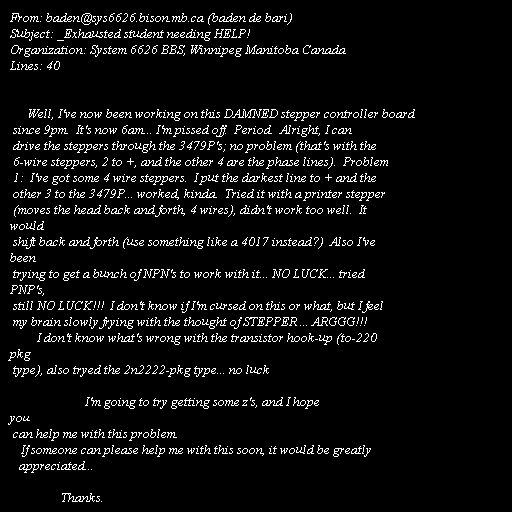 From: baden@sys6626.bison.mb.ca (baden de bari)
Subject: _Exhausted student needing HELP!
Organization: System 6626 BBS, Winnipeg Manitoba Canada
Lines: 40
Well, I've now been working on this DAMNED stepper controller board
since 9pm. It's now 6am... I'm pissed off. Period. Alright, I can
drive the steppers through the 3479P's; no problem (that's with the
6-wire steppers, 2 to +, and the other 4 are the phase lines). Problem
1: I've got some 4 wire steppers. I put the darkest line to + and the
other 3 to the 3479P... worked, kinda. Tried it with a printer stepper
(moves the head back and forth, 4 wires), didn't work too well. It
would
shift back and forth (use something like a 4017 instead?) Also I've
been
trying to get a bunch of NPN's to work with it... NO LUCK... tried
PNP's,
still NO LUCK!!! I don't know if I'm cursed on this or what, but I feel
my brain slowly frying with the thought of STEPPER ... ARGGG!!!
I don't know what's wrong with the transistor hook-up (to-220
pkg
type), also tryed the 2n2222-pkg type... no luck
I'm going to try getting some z's, and I hope
you
can help me with this problem.
If someone can please help me with this soon, it would be greatly
appreciated...
Thanks.